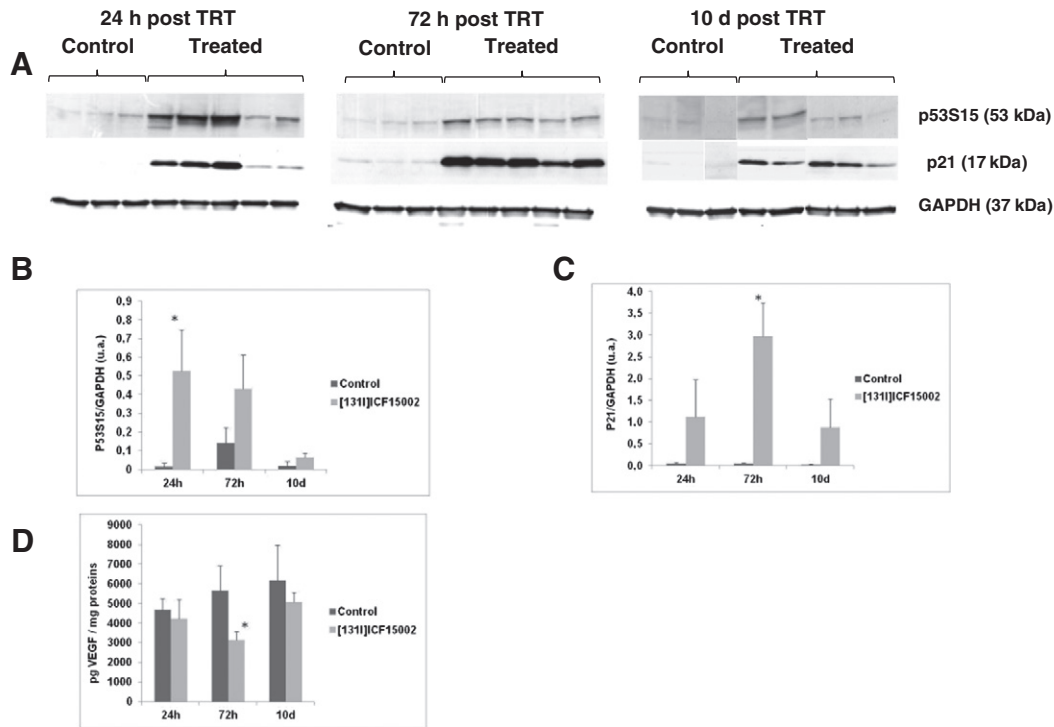 24 h post TRT
72 h post TRT
10 d post TRT
Control
Treated
Control
Treated
Control
Treated
A
p53S15 (53 kDa)
p21 (17 kDa)
GAPDH (37 kDa)
B
P53S15/GAPDH (u.a.)
0,9
0,8
0,7
0,6
0,5
0,4
0,3
0,2
0,1
0
*
24h
72h
10d
Control
[131I]ICF15002
C
P21/GAPDH (u.a.)
4,0
3,5
3,0
2,5
2,0
1,5
1,0
0,5
0,0
*
24h
72h
10d
Control
[131I]ICF15002
D
pg VEGF / mg proteins
9000
8000
7000
6000
5000
4000
3000
2000
1000
0
*
24h
72h
10d
Control
[131I]ICF15002